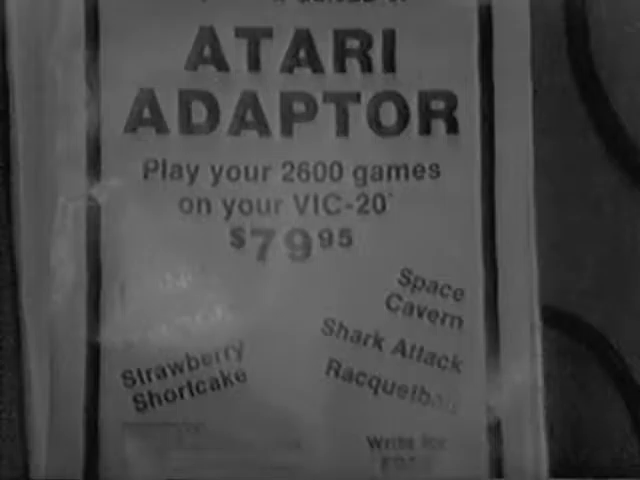 ATARI
ADAPTOR
Play your 2600 games
on your VIC-20
$79.95
Space
Cavern
Shark Attack
Strawberry
Shortcake
Racquetball
Write for